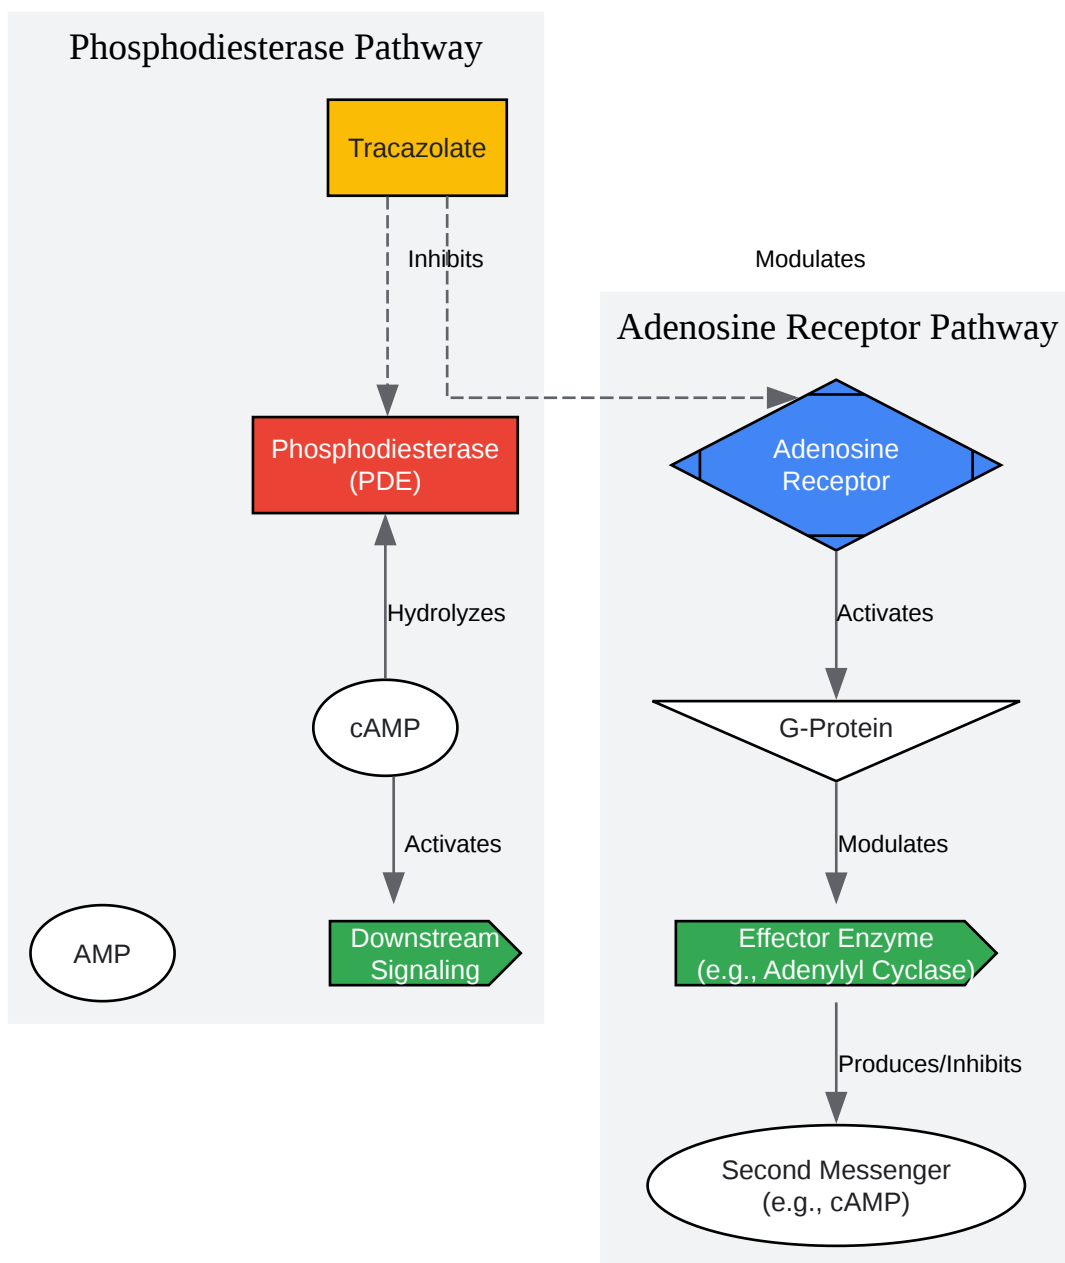 Phosphodiesterase Pathway
Tracazolate
Inhibits
Modulates
Adenosine Receptor Pathway
Phosphodiesterase
(PDE)
Adenosine
Receptor
Hydrolyzes
Activates
cAMP
G-Protein
Activates
Modulates
AMP
Downstream
Signaling
Effector Enzyme
(e.g., Adenylyl Cyclase)
Produces/Inhibits
Second Messenger
(e.g., cAMP)